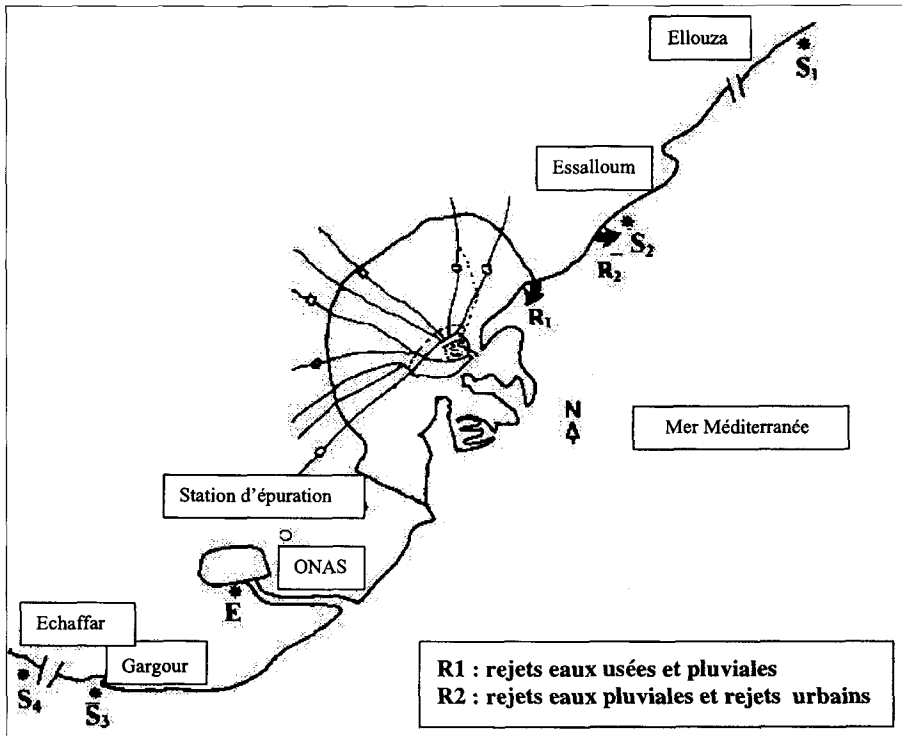 Ellouza
S1
Essalloum
S2
R2
R1
N
Mer Méditerranée
Station d'épuration
ONAS
E
Echaffar
Gargour
S4
S3
R1 : rejets eaux usées et pluviales
R2 : rejets eaux pluviales et rejets urbains